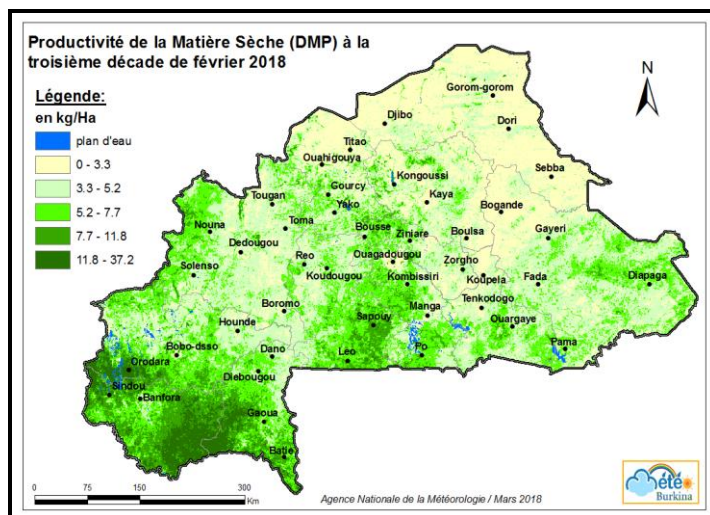 Productivité de la Matière Sèche (DMP) à la
troisième décade de février 2018
Légende:
en kg/Ha
plan d'eau
0 - 3.3
3.3 - 5.2
5.2 - 7.7
7.7 - 11.8
11.8 - 37.2
N
Gorom-gorom
Djibo
Dori
Titao
Ouahigouya
Kongoussi
Sebba
Gourcy
Kaya
Tougan
Yako
Bogande
Nouna
Toma
Bousse
Ziniare
Boulsa
Gayeri
Dedougou
Ouagadougou
Reo
Zorgho
Solenso
Koudougou
Kombissiri
Koupela
Fada
Diapaga
Boromo
Manga
Tenkodogo
Hounde
Sapouy
Ouargaye
Bobo-dsso
Dano
Leo
Po
Pama
Orodara
Diebougou
Sindou
Banfora
Gaoua
Batie
0 75 150 300
Km
Agence Nationale de la Météorologie / Mars 2018
été
Burkina